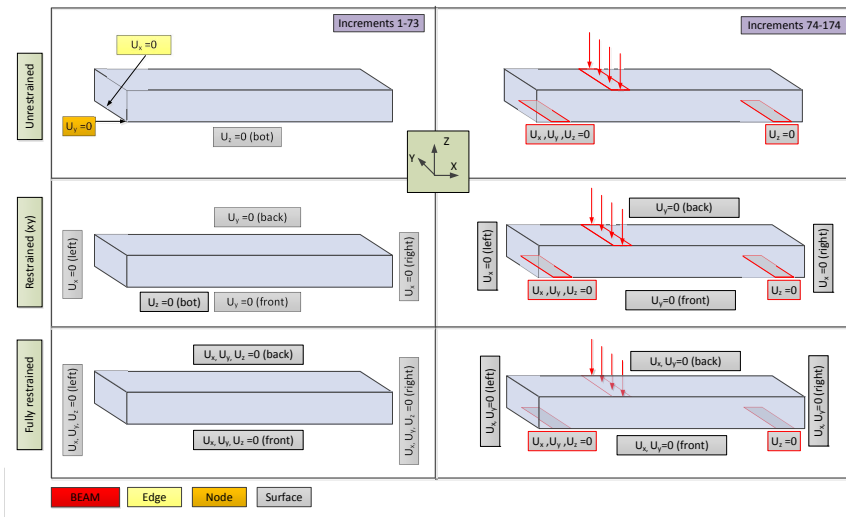 Increments 1-73
Increments 74-174
Unrestrained
Ux =0
Uy =0
Uz =0 (bot)
Ux ,Uy ,Uz =0
Uz =0
Z
Y
X
Restrained (xy)
Ux =0 (left)
Uy =0 (back)
Uz =0 (bot)
Uy =0 (front)
Ux =0 (right)
Ux =0 (left)
Uy=0 (back)
Ux ,Uy ,Uz =0
Uy=0 (front)
Uz =0
Ux =0 (right)
Fully restrained
Ux, Uy, Uz =0 (left)
Ux, Uy, Uz =0 (back)
Ux, Uy, Uz =0 (front)
Ux, Uy, Uz =0 (right)
Ux, Uy=0 (left)
Ux, Uy=0 (back)
Ux ,Uy ,Uz =0
Ux, Uy=0 (front)
Uz =0
Ux, Uy=0 (right)
BEAM
Edge
Node
Surface